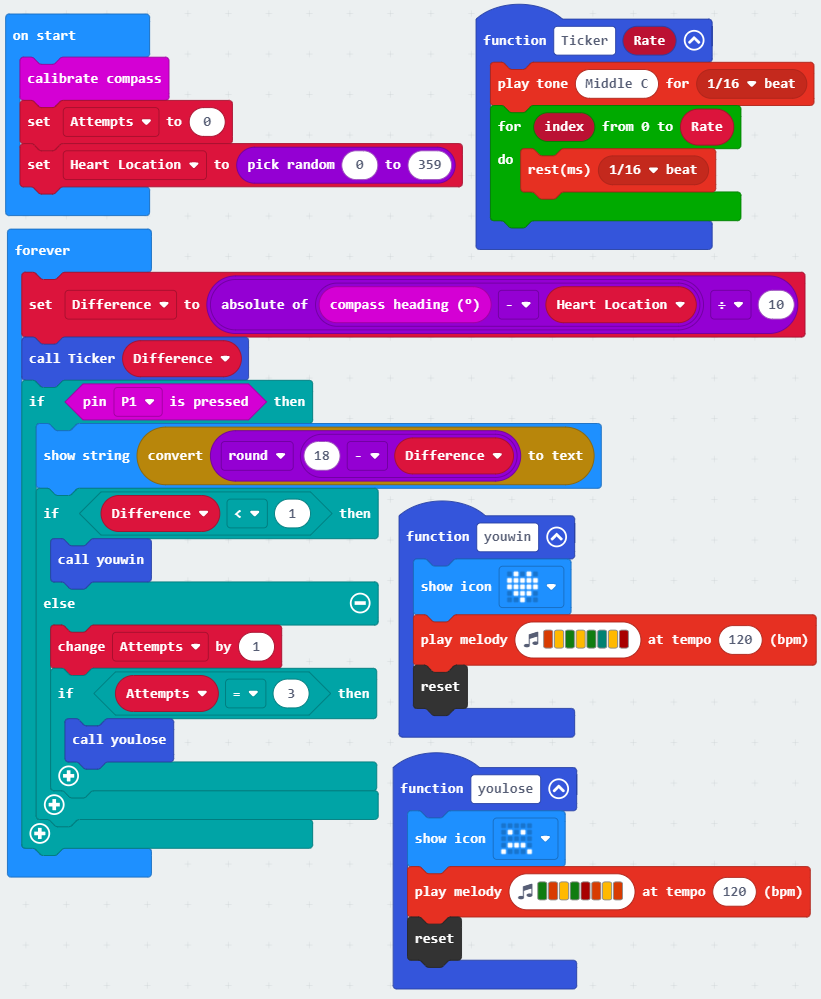 on start
calibrate compass
set Attempts to 0
set Heart Location to pick random 0 to 359
function Ticker Rate
play tone Middle C for 1/16 beat
for index from 0 to Rate
do
rest(ms) 1/16 beat
forever
set Difference to absolute of compass heading (º) - Heart Location ÷ 10
call Ticker Difference
if pin P1 is pressed then
show string convert round 18 - Difference to text
if Difference < 1 then
call youwin
else
change Attempts by 1
if Attempts = 3 then
call youlose
function youwin
show icon
play melody at tempo 120 (bpm)
reset
function youlose
show icon
play melody at tempo 120 (bpm)
reset